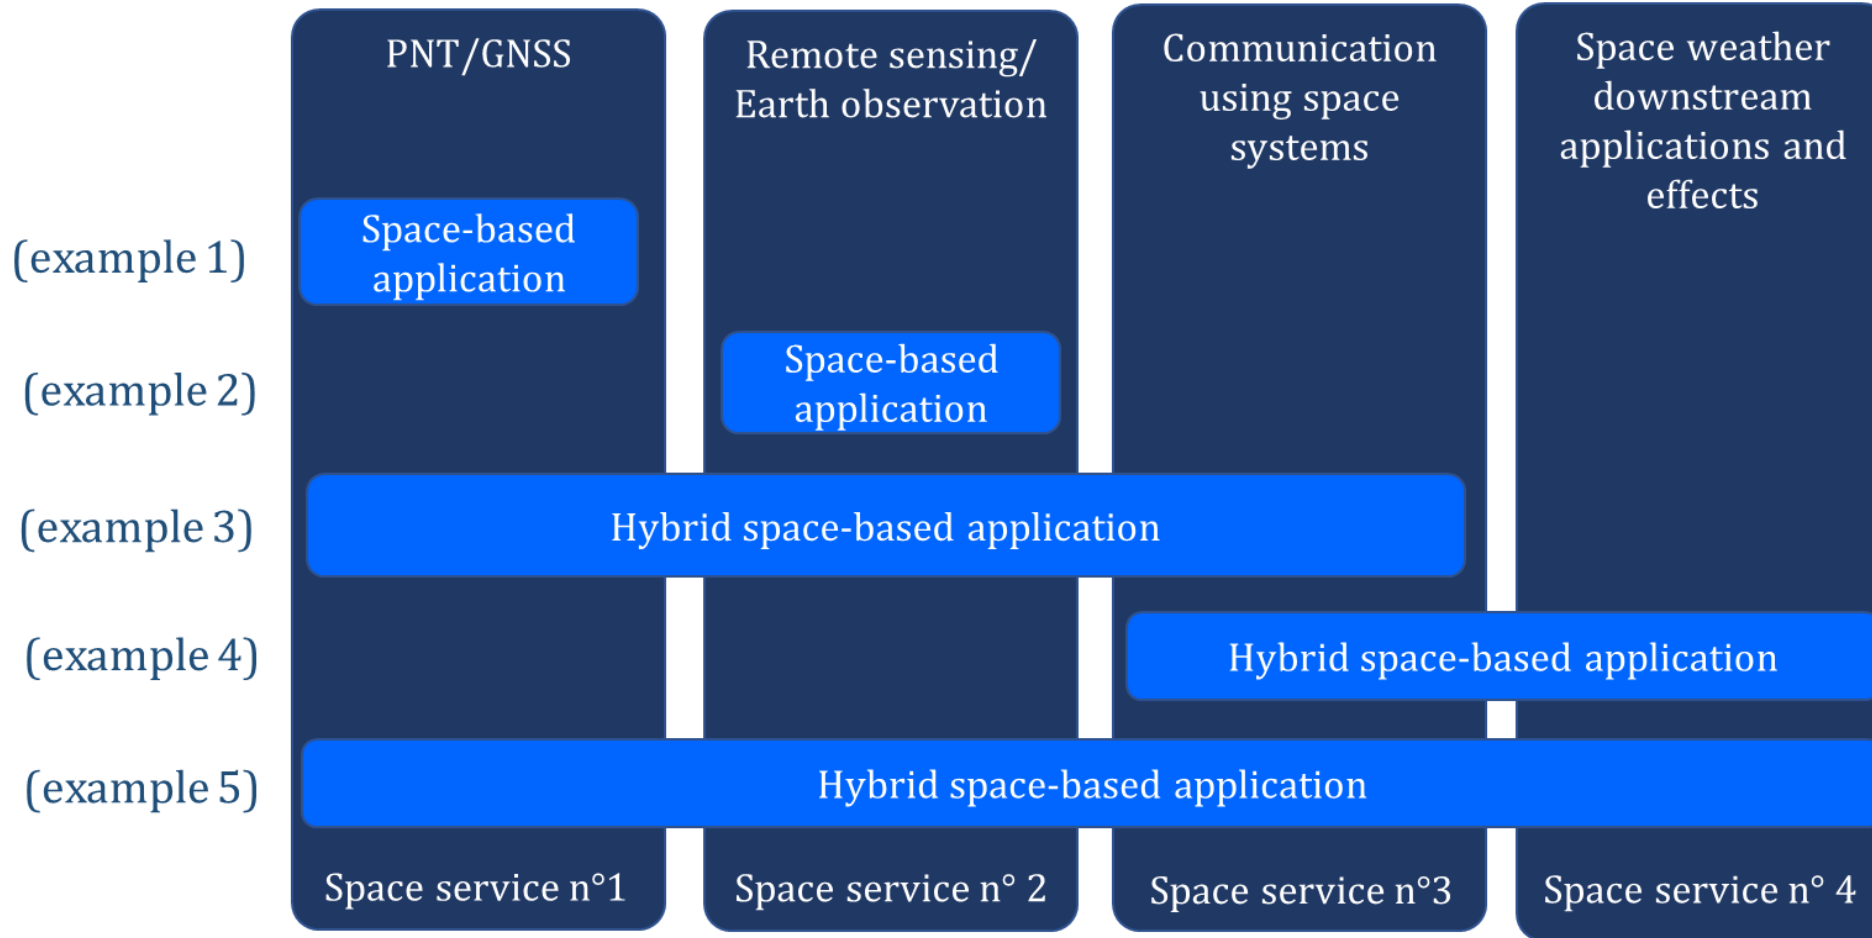 PNT/GNSS
Remote sensing/
Earth observation
Communication
using space
systems
Space weather
downstream
applications and
effects
(example 1)
Space-based
application
(example 2)
Space-based
application
(example 3)
Hybrid space-based application
(example 4)
Hybrid space-based application
(example 5)
Hybrid space-based application
Space service n°1
Space service n° 2
Space service n°3
Space service n° 4